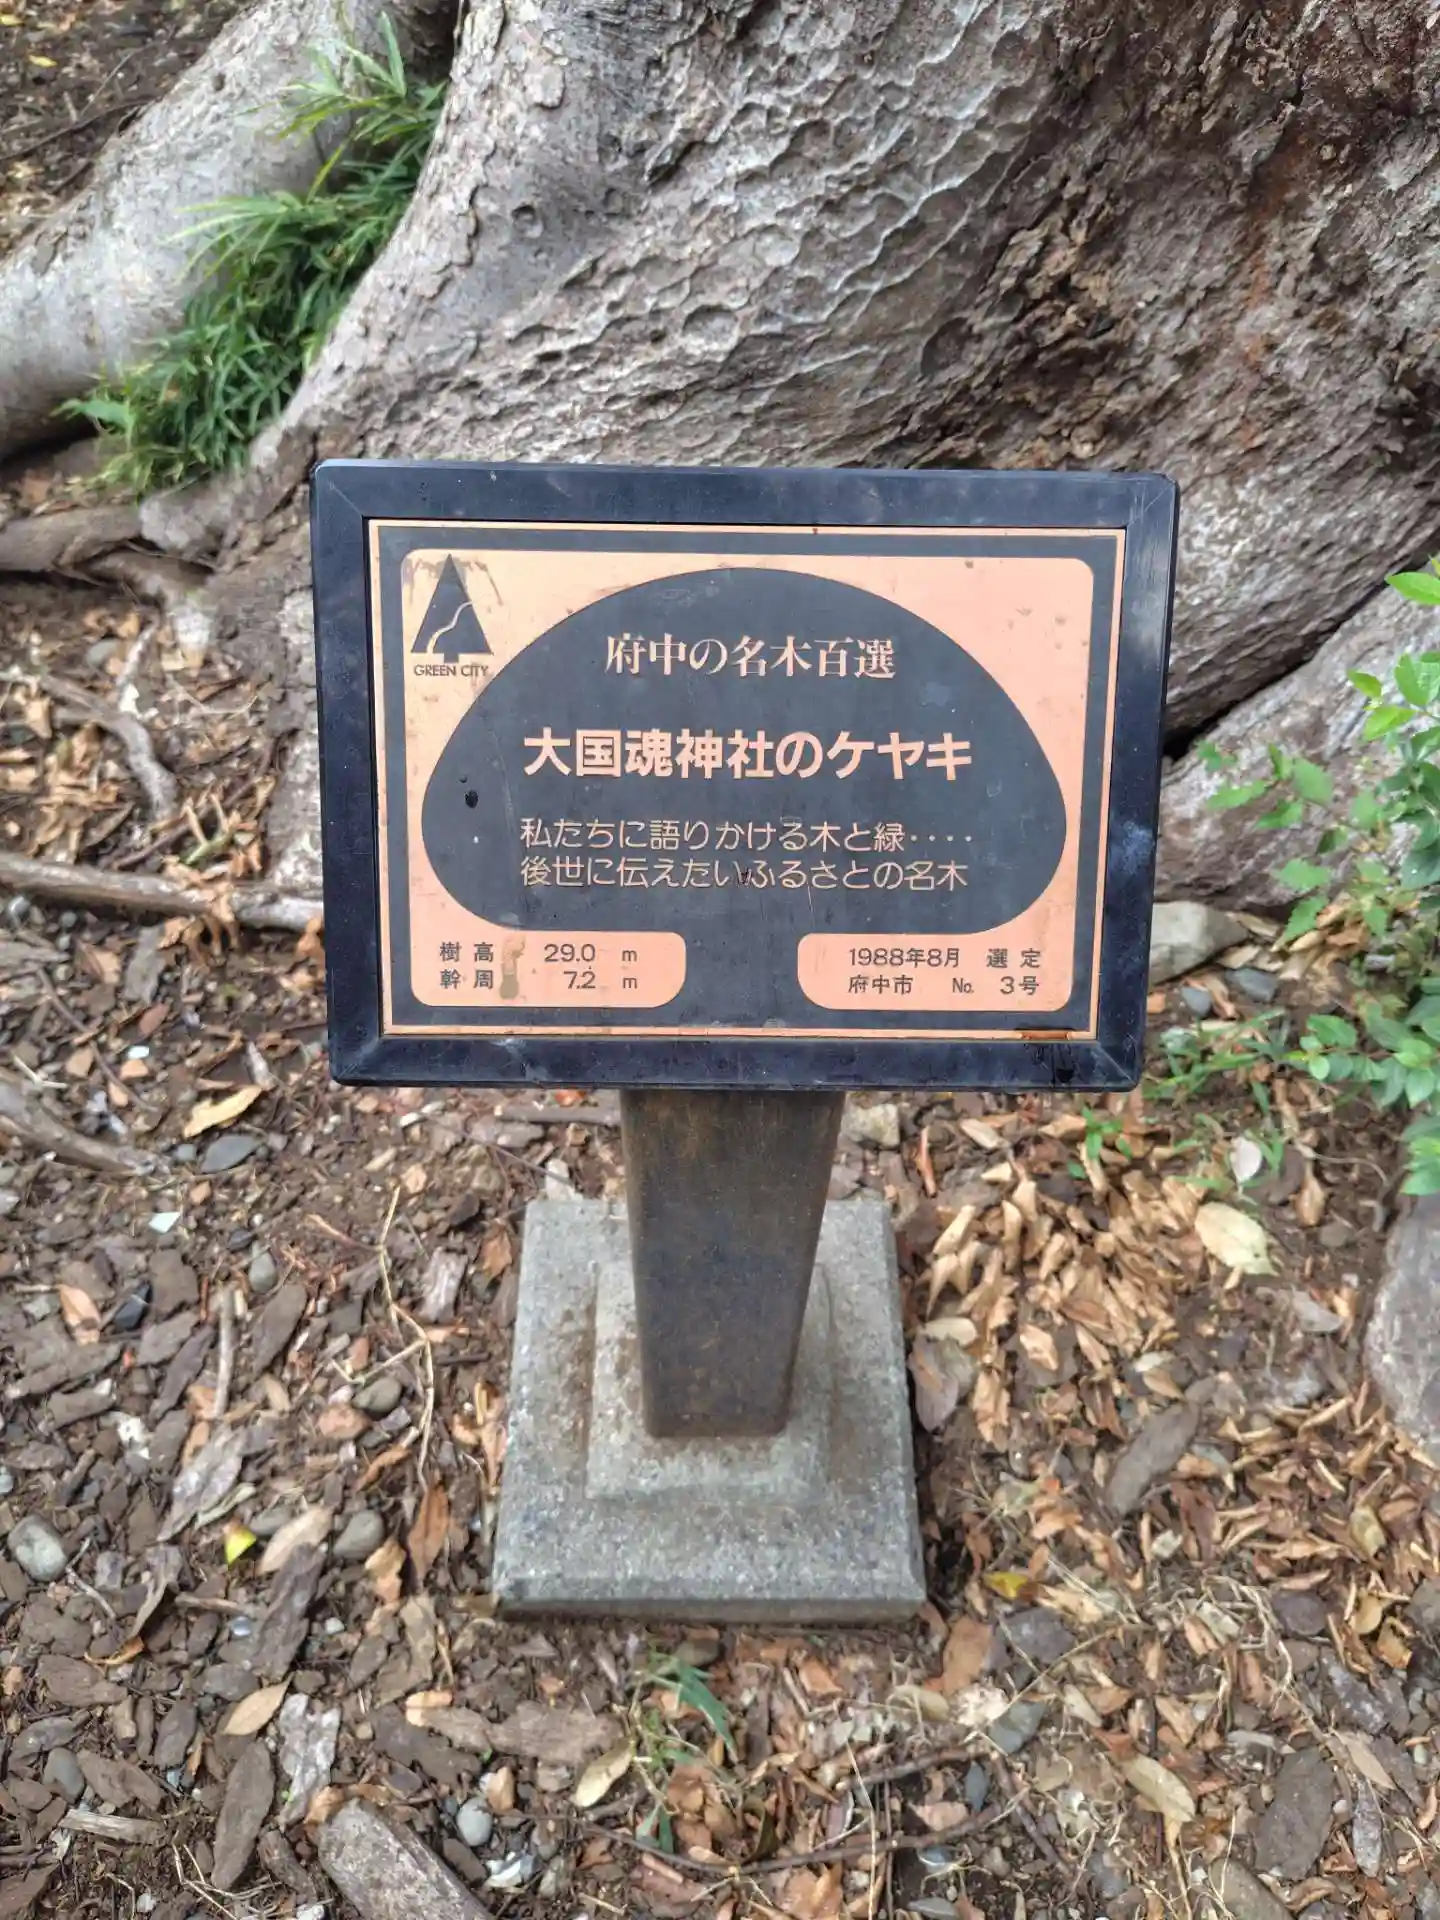 GREEN CITY
府中の名木百選
大国魂神社のケヤキ
私たちに語りかける木と緑‥‥
後世に伝えたいふるさとの名木
樹高 29.0 m
幹周 7.2 m
1988年8月 選定
府中市 No. 3号